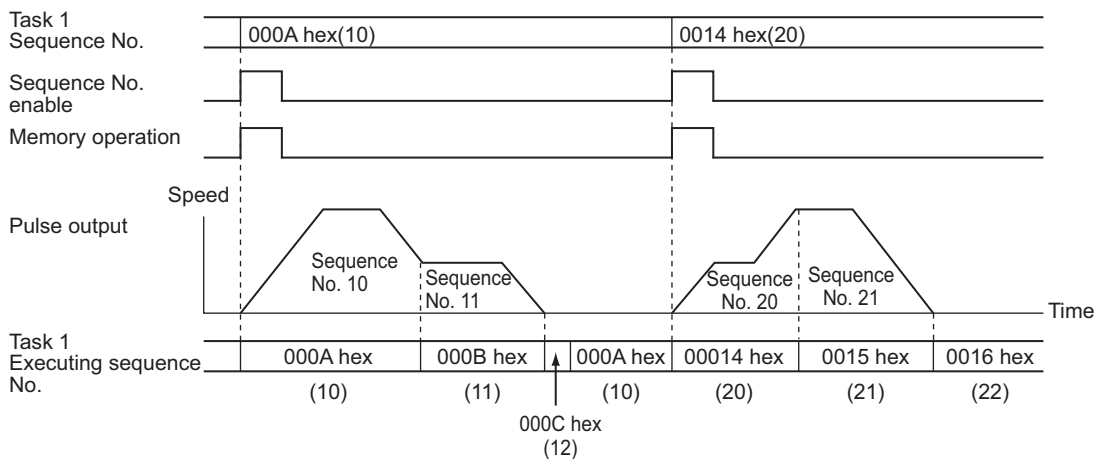 Task 1
Sequence No.
000A hex(10)
0014 hex(20)
Sequence No.
enable
Memory operation
Speed
Pulse output
Sequence
No. 10
Sequence
No. 11
Sequence
No. 20
Sequence
No. 21
Time
Task 1
Executing sequence
No.
000A hex
000B hex
000A hex
00014 hex
0015 hex
0016 hex
(10)
(11)
(10)
(20)
(21)
(22)
000C hex
(12)